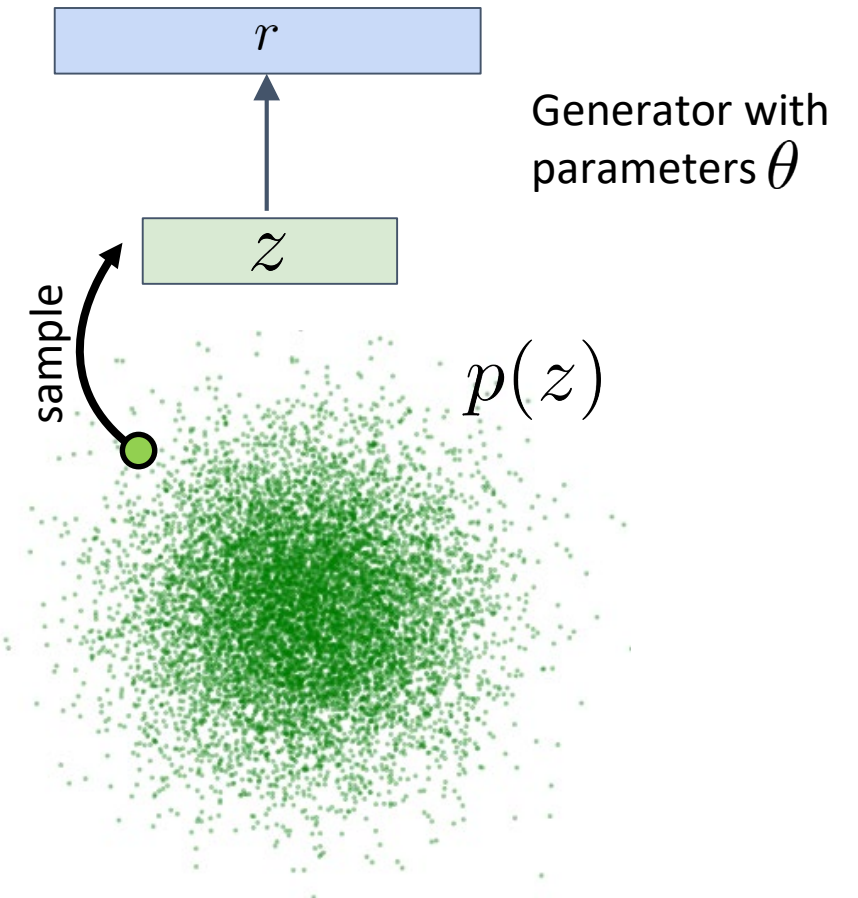 r
Generator with
parameters θ
z
sample
p(z)